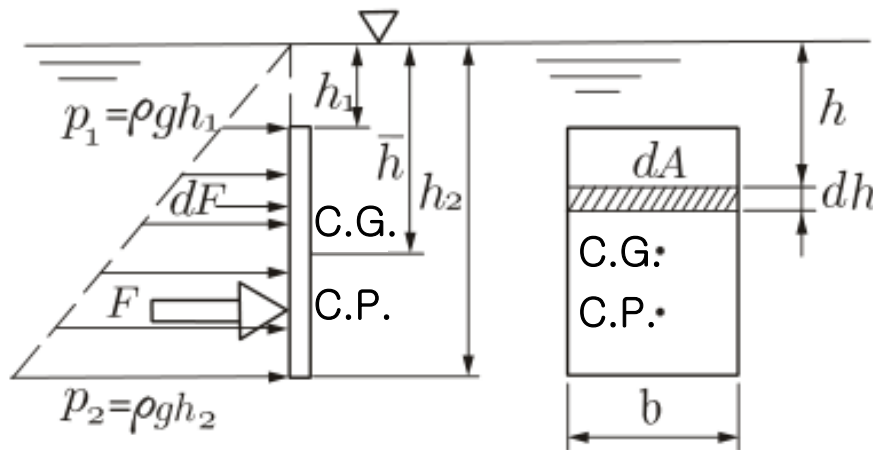 h₁
h
p₁=ρgh₁
h̄
dA
h₂
dh
dF
C.G.
C.G.
C.P.
C.P.
F
p₂=ρgh₂
b